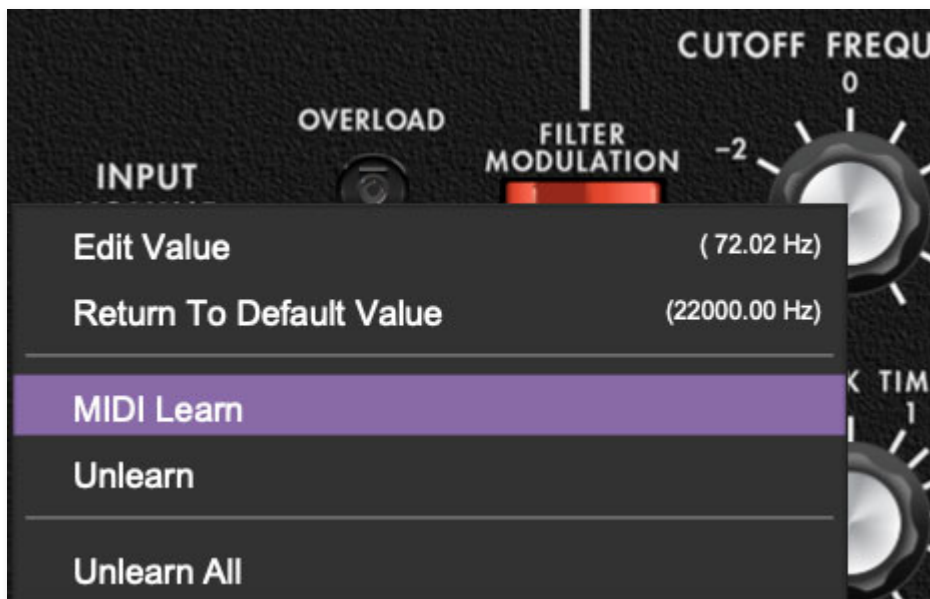 CUTOFF FREQU
0
OVERLOAD
FILTER
MODULATION
-2
INPUT
Edit Value
( 72.02 Hz)
Return To Default Value
(22000.00 Hz)
MIDI Learn
K TIM
1
Unlearn
Unlearn All